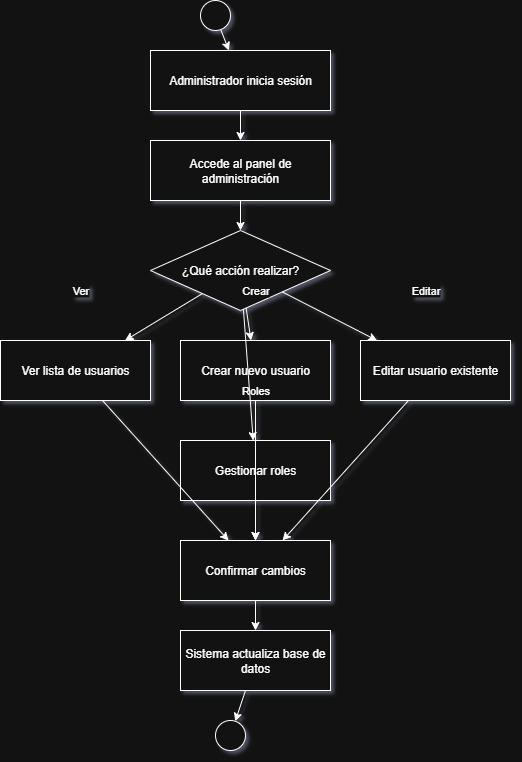 Administrador inicia sesión
Accede al panel de
administración
¿Qué acción realizar?
Ver
Crear
Editar
Ver lista de usuarios
Crear nuevo usuario
Editar usuario existente
Roles
Gestionar roles
Confirmar cambios
Sistema actualiza base de
datos